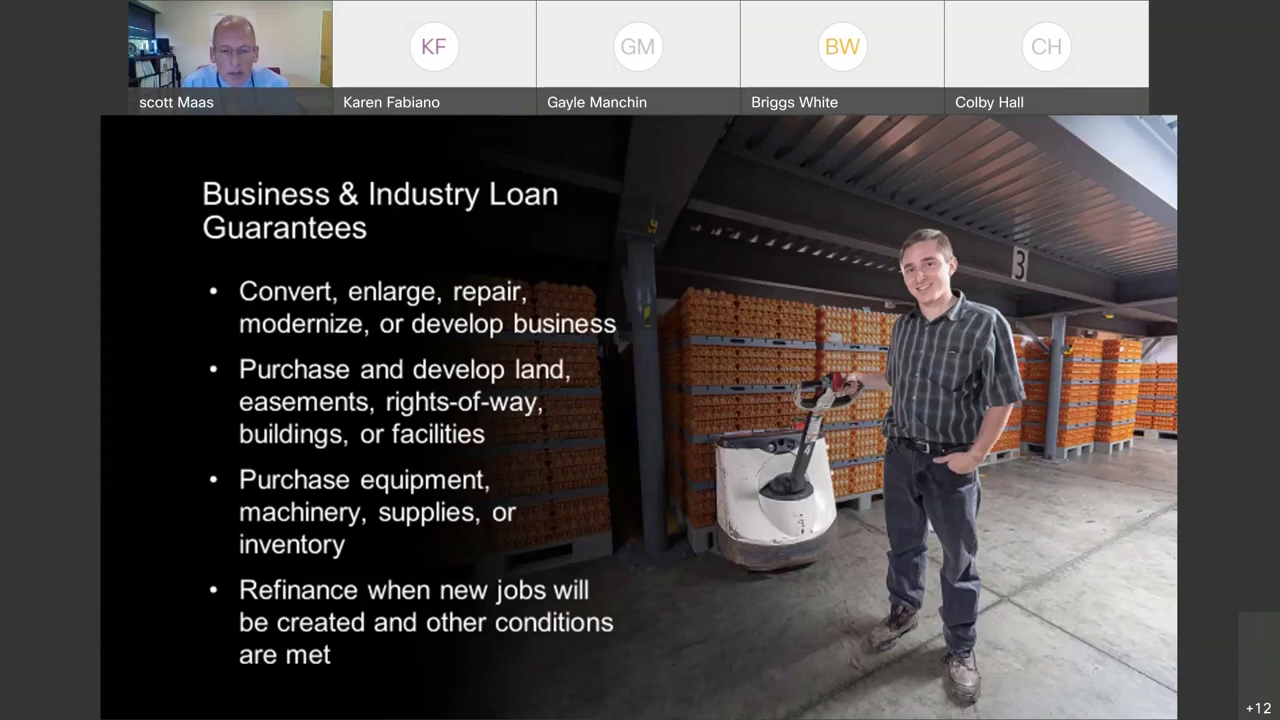 KF
GM
BW
CH
scott Maas
Karen Fabiano
Gayle Manchin
Briggs White
Colby Hall
Business & Industry Loan
Guarantees
• Convert, enlarge, repair,
modernize, or develop business
• Purchase and develop land,
easements, rights-of-way,
buildings, or facilities
• Purchase equipment,
machinery, supplies, or
inventory
• Refinance when new jobs will
be created and other conditions
are met
3
+12